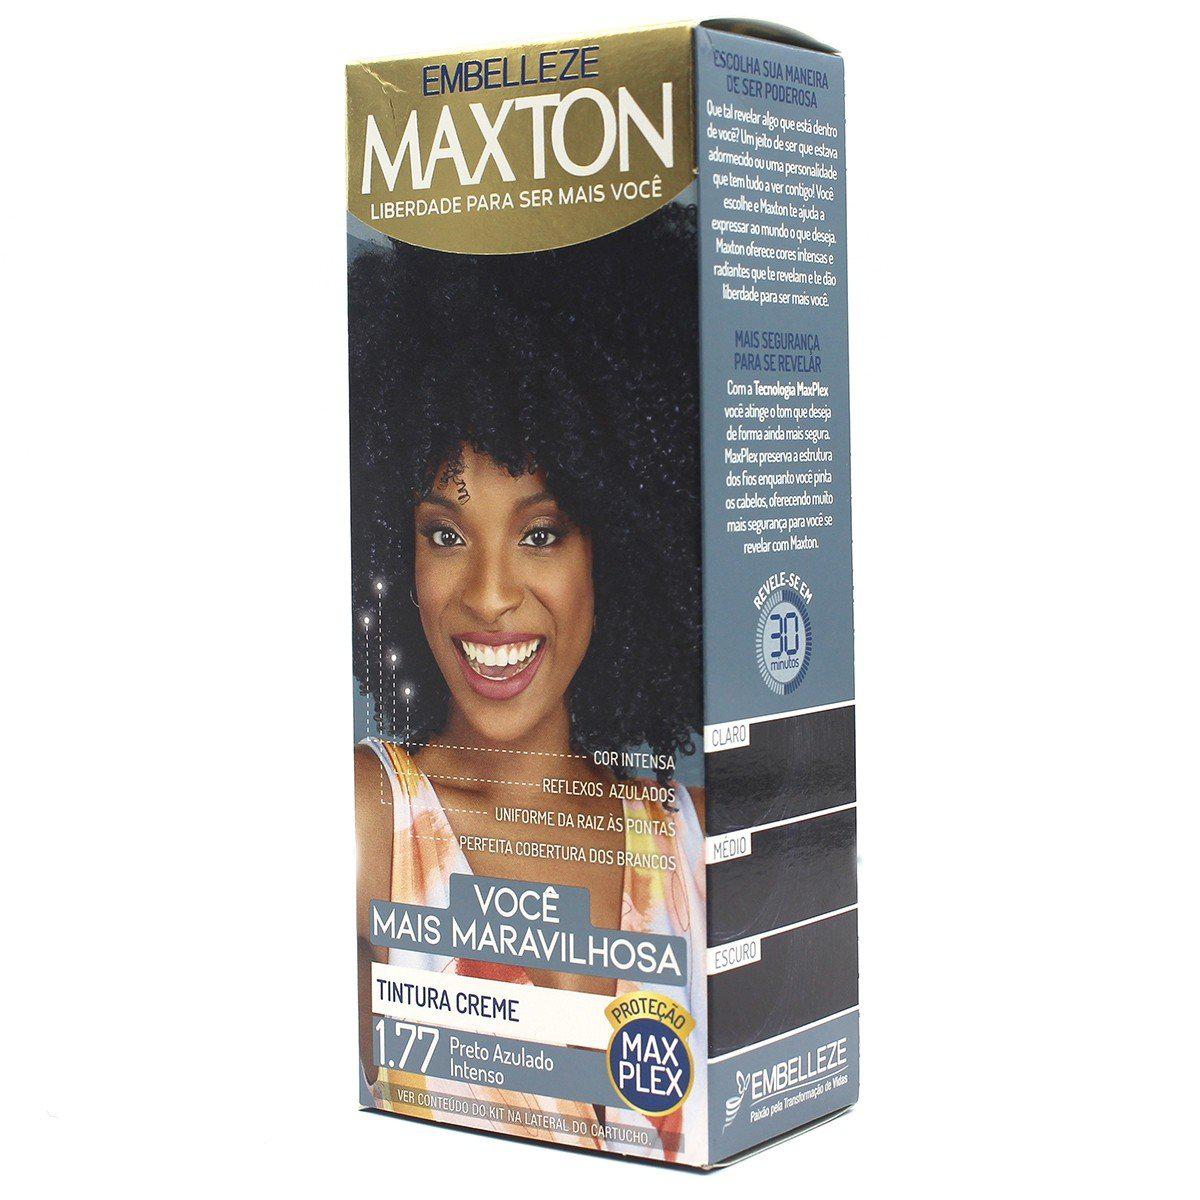 EMBELLEZE
MAXTON
LIBERDADE PARA SER MAIS VOCÊ
COR INTENSA
REFLEXOS AZULADOS
UNIFORME DA RAIZ ÀS PONTAS
PERFEITA COBERTURA DOS BRANCOS
VOCÊ
MAIS MARAVILHOSA
TINTURA CREME
1.77
Preto Azulado
Intenso
PROTEÇÃO
MAX
PLEX
VER CONTEÚDO DO KIT NA LATERAL DO CARTUCHO.
ESCOLHA SUA MANEIRA
DE SER PODEROSA
Que tal revelar algo que está dentro
de você? Um jeito de ser que estava
adormecido ou uma personalidade
que tem tudo a ver contigo! Você
escolhe e Maxton te ajuda a
expressar ao mundo o que deseja.
Maxton oferece cores intensas e
radiantes que te revelam e te dão
liberdade para ser mais você.
MAIS SEGURANÇA
PARA SE REVELAR
Com a Tecnologia MaxPlex
você atinge o tom que deseja
de forma ainda mais segura.
MaxPlex preserva a estrutura
dos fios enquanto você pinta
os cabelos, oferecendo muito
mais segurança para você se
revelar com Maxton.
REVELE-SE EM
30
minutos
CLARO
MÉDIO
ESCURO
EMBELLEZE
Paixão pela Transformação de Vidas